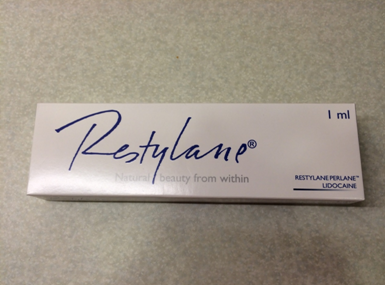 1 ml
Restylane®
Natural beauty from within
RESTYLANE PERLANE™
LIDOCAINE